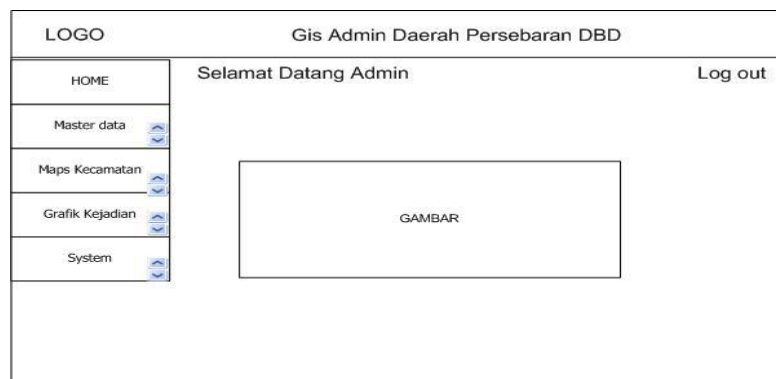 LOGO
Gis Admin Daerah Persebaran DBD
HOME
Selamat Datang Admin
Log out
Master data
Maps Kecamatan
Grafik Kejadian
System
GAMBAR